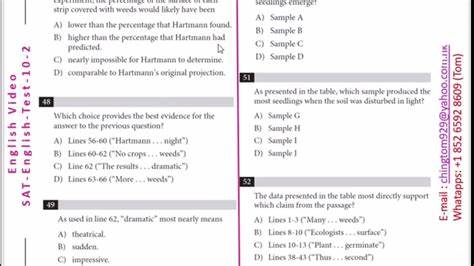 English Video
SAT-English-Test-10-2
experiment, the percentage of the surface of each
strip covered with weeds would likely have been
A) lower than the percentage that Hartmann found.
B) higher than the percentage that Hartmann had
predicted.
C) nearly impossible for Hartmann to determine.
D) comparable to Hartmann's original projection.
48
Which choice provides the best evidence for the
answer to the previous question?
A) Lines 56-60 ("Hartmann . . . night")
B) Lines 60-62 ("No crops . . . weeds")
C) Line 62 ("The results . . . dramatic")
D) Lines 63-66 ("More . . . weeds")
49
As used in line 62, "dramatic" most nearly means
A) theatrical.
B) sudden.
C) impressive.
seedlings emerge?
A) Sample A
B) Sample B
C) Sample C
D) Sample D
51
As presented in the table, which sample produced the
most seedlings when the soil was disturbed in light?
A) Sample G
B) Sample H
C) Sample I
D) Sample J
52
The data presented in the table most directly support
which claim from the passage?
A) Lines 1-3 ("Many . . . weeds")
B) Lines 8-10 ("Ecologists . . . surface")
C) Lines 10-13 ("Plant . . . germinate")
D) Lines 38-43 ("Thus . . . second")
E-mail : chingtom929@yahoo.com.uk
Whatapps: +1 852 6592 8609 (Tom)